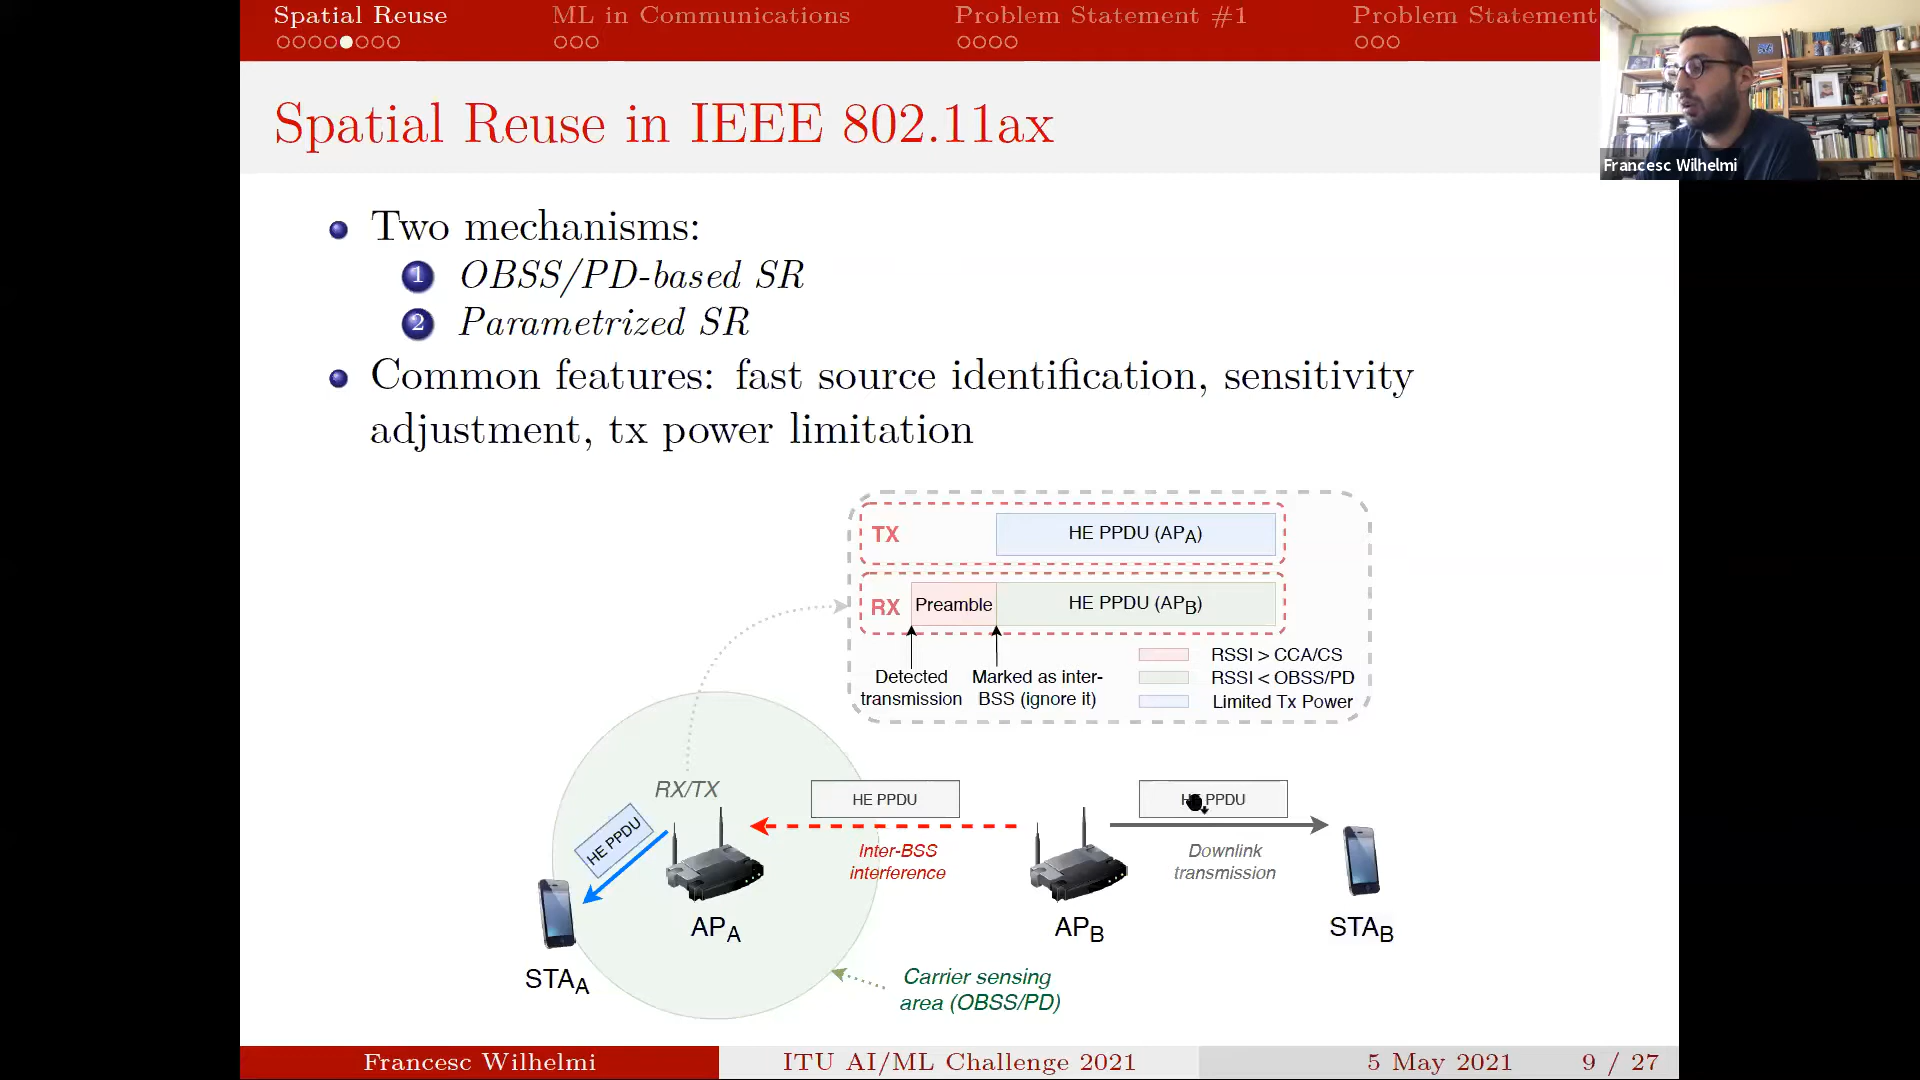 Spatial Reuse
ML in Communications
Problem Statement #1
Problem Statement
Francesc Wilhelmi
Spatial Reuse in IEEE 802.11ax
Two mechanisms:
1 OBSS/PD-based SR
2 Parametrized SR
Common features: fast source identification, sensitivity
adjustment, tx power limitation
TX
HE PPDU (APA)
RX
Preamble
HE PPDU (APB)
Detected
transmission
Marked as inter-
BSS (ignore it)
RSSI > CCA/CS
RSSI < OBSS/PD
Limited Tx Power
RX/TX
HE PPDU
HE PPDU
HE PPDU
Inter-BSS
interference
Downlink
transmission
APA
APB
STAB
STAA
Carrier sensing
area (OBSS/PD)
Francesc Wilhelmi
ITU AI/ML Challenge 2021
5 May 2021
9 / 27